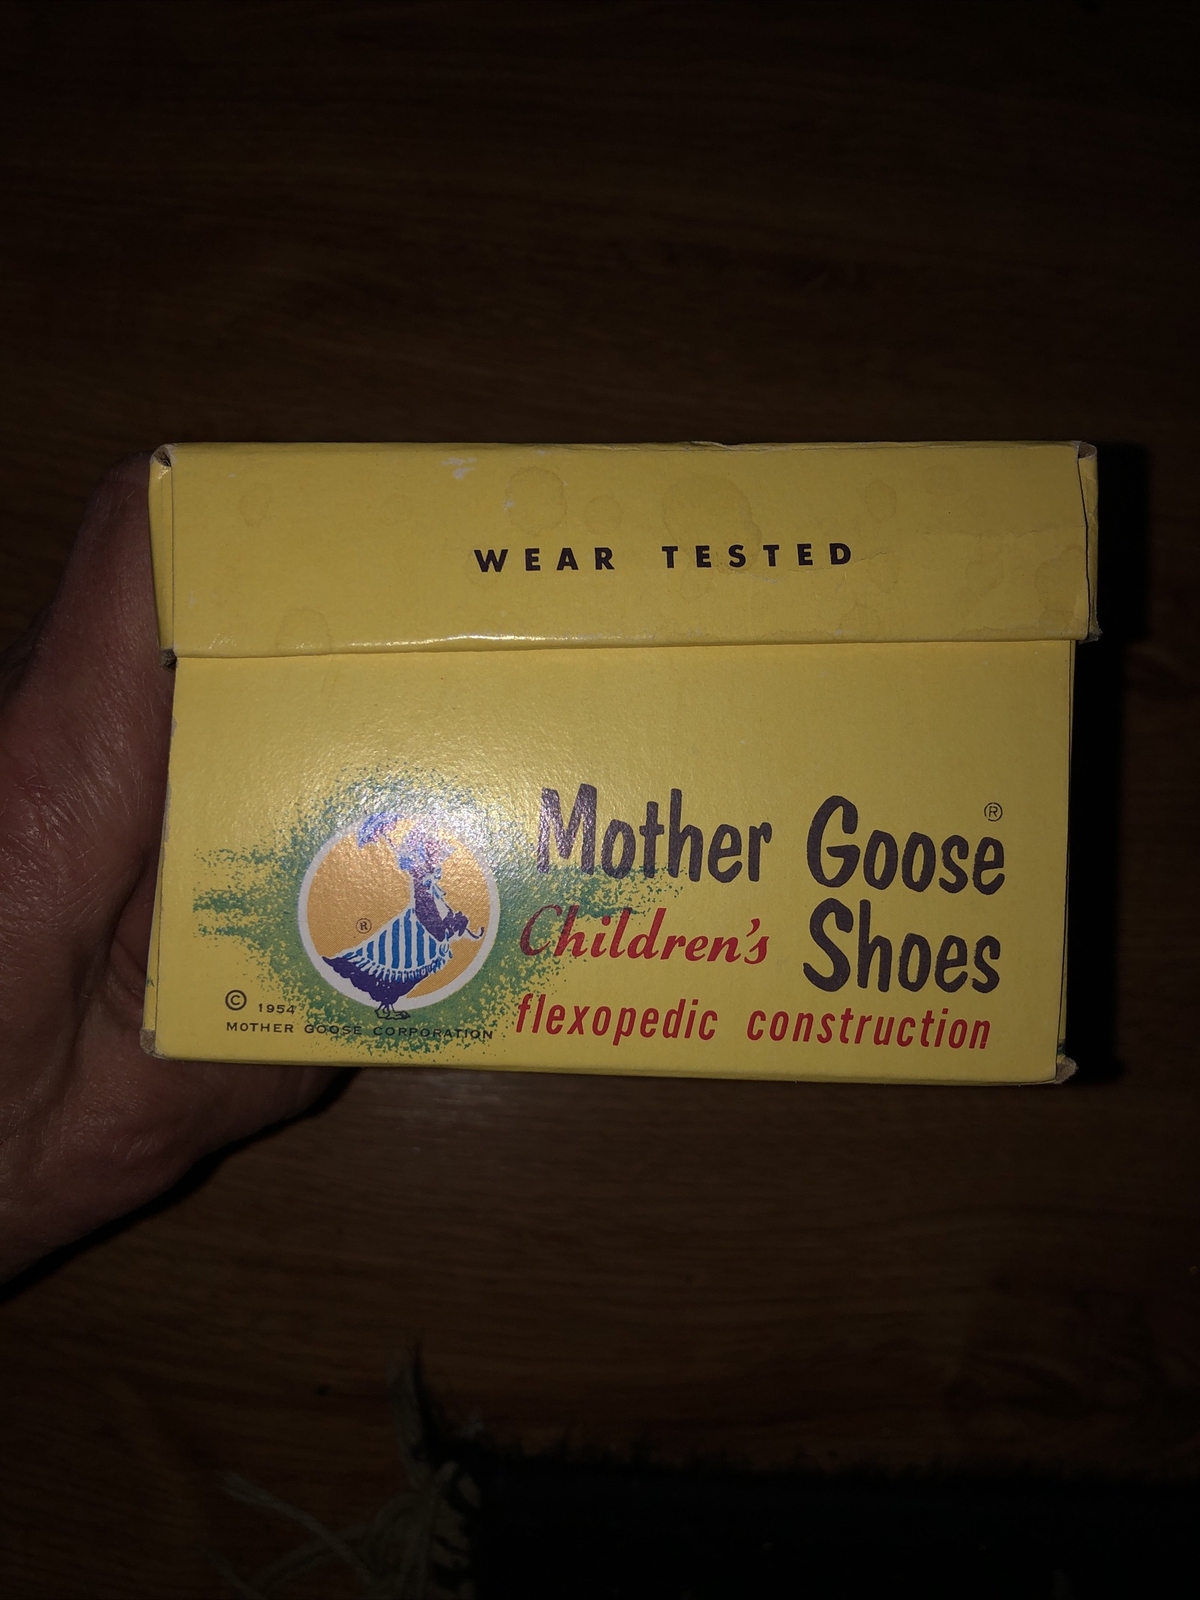 WEAR TESTED
Mother Goose ®
Children's Shoes
flexopedic construction
®
© 1954
MOTHER GOOSE CORPORATION